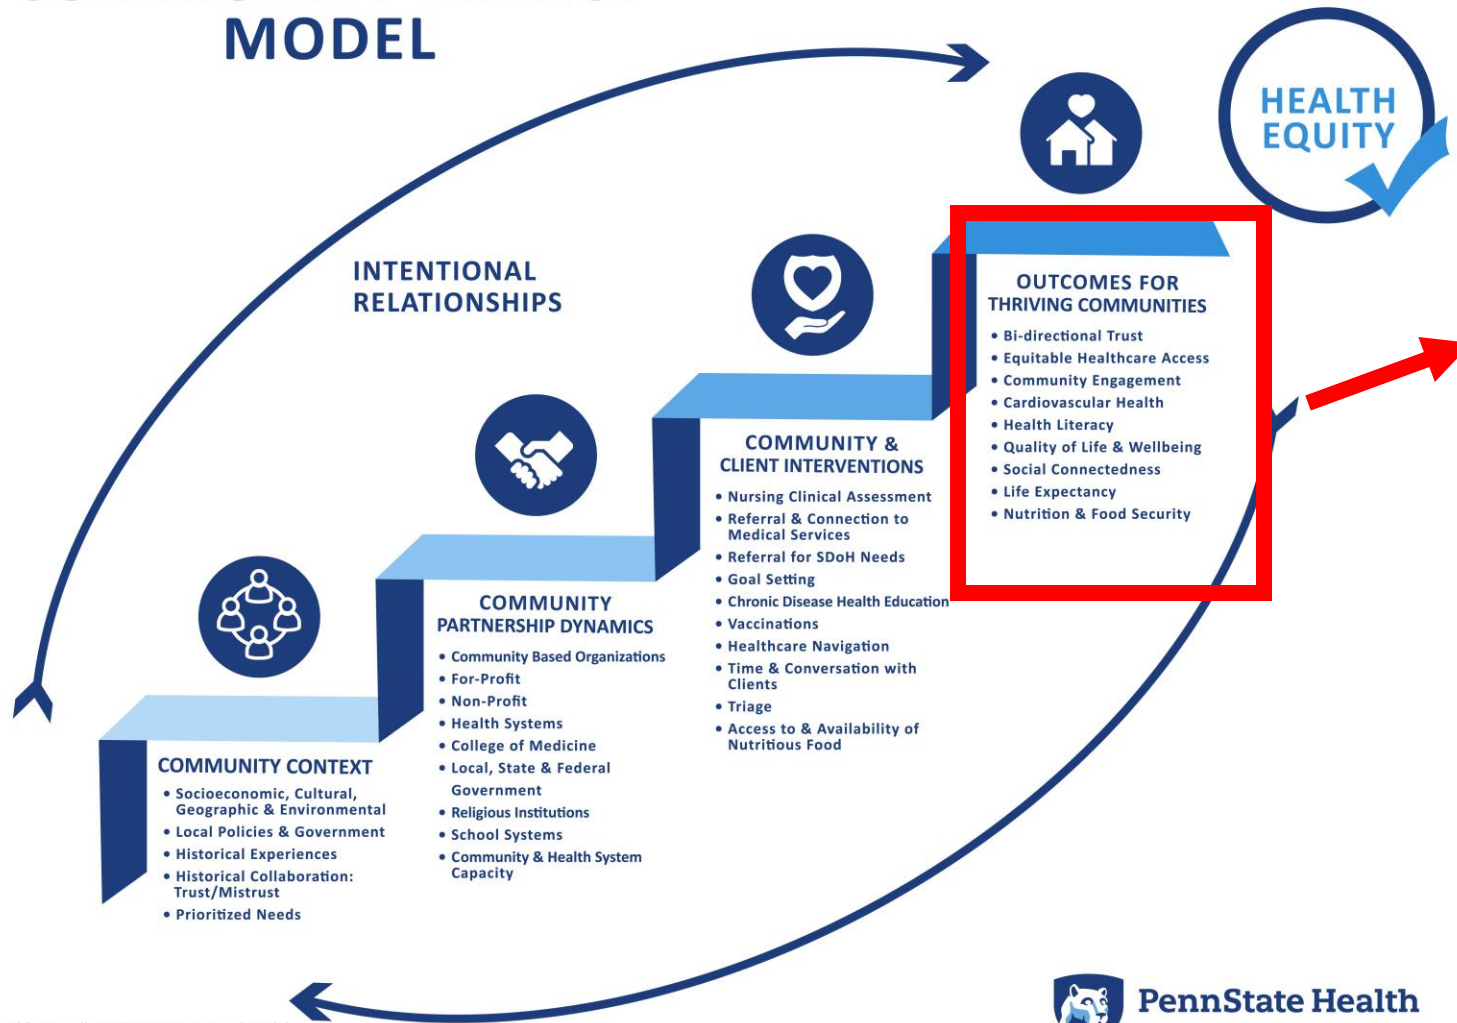 MODEL
HEALTH
EQUITY
INTENTIONAL
RELATIONSHIPS
COMMUNITY CONTEXT
• Socioeconomic, Cultural,
Geographic & Environmental
• Local Policies & Government
• Historical Experiences
• Historical Collaboration:
Trust/Mistrust
• Prioritized Needs
COMMUNITY
PARTNERSHIP DYNAMICS
• Community Based Organizations
• For-Profit
• Non-Profit
• Health Systems
• College of Medicine
• Local, State & Federal
Government
• Religious Institutions
• School Systems
• Community & Health System
Capacity
COMMUNITY &
CLIENT INTERVENTIONS
• Nursing Clinical Assessment
• Referral & Connection to
Medical Services
• Referral for SDoH Needs
• Goal Setting
• Chronic Disease Health Education
• Vaccinations
• Healthcare Navigation
• Time & Conversation with
Clients
• Triage
• Access to & Availability of
Nutritious Food
OUTCOMES FOR
THRIVING COMMUNITIES
• Bi-directional Trust
• Equitable Healthcare Access
• Community Engagement
• Cardiovascular Health
• Health Literacy
• Quality of Life & Wellbeing
• Social Connectedness
• Life Expectancy
• Nutrition & Food Security
PennState Health